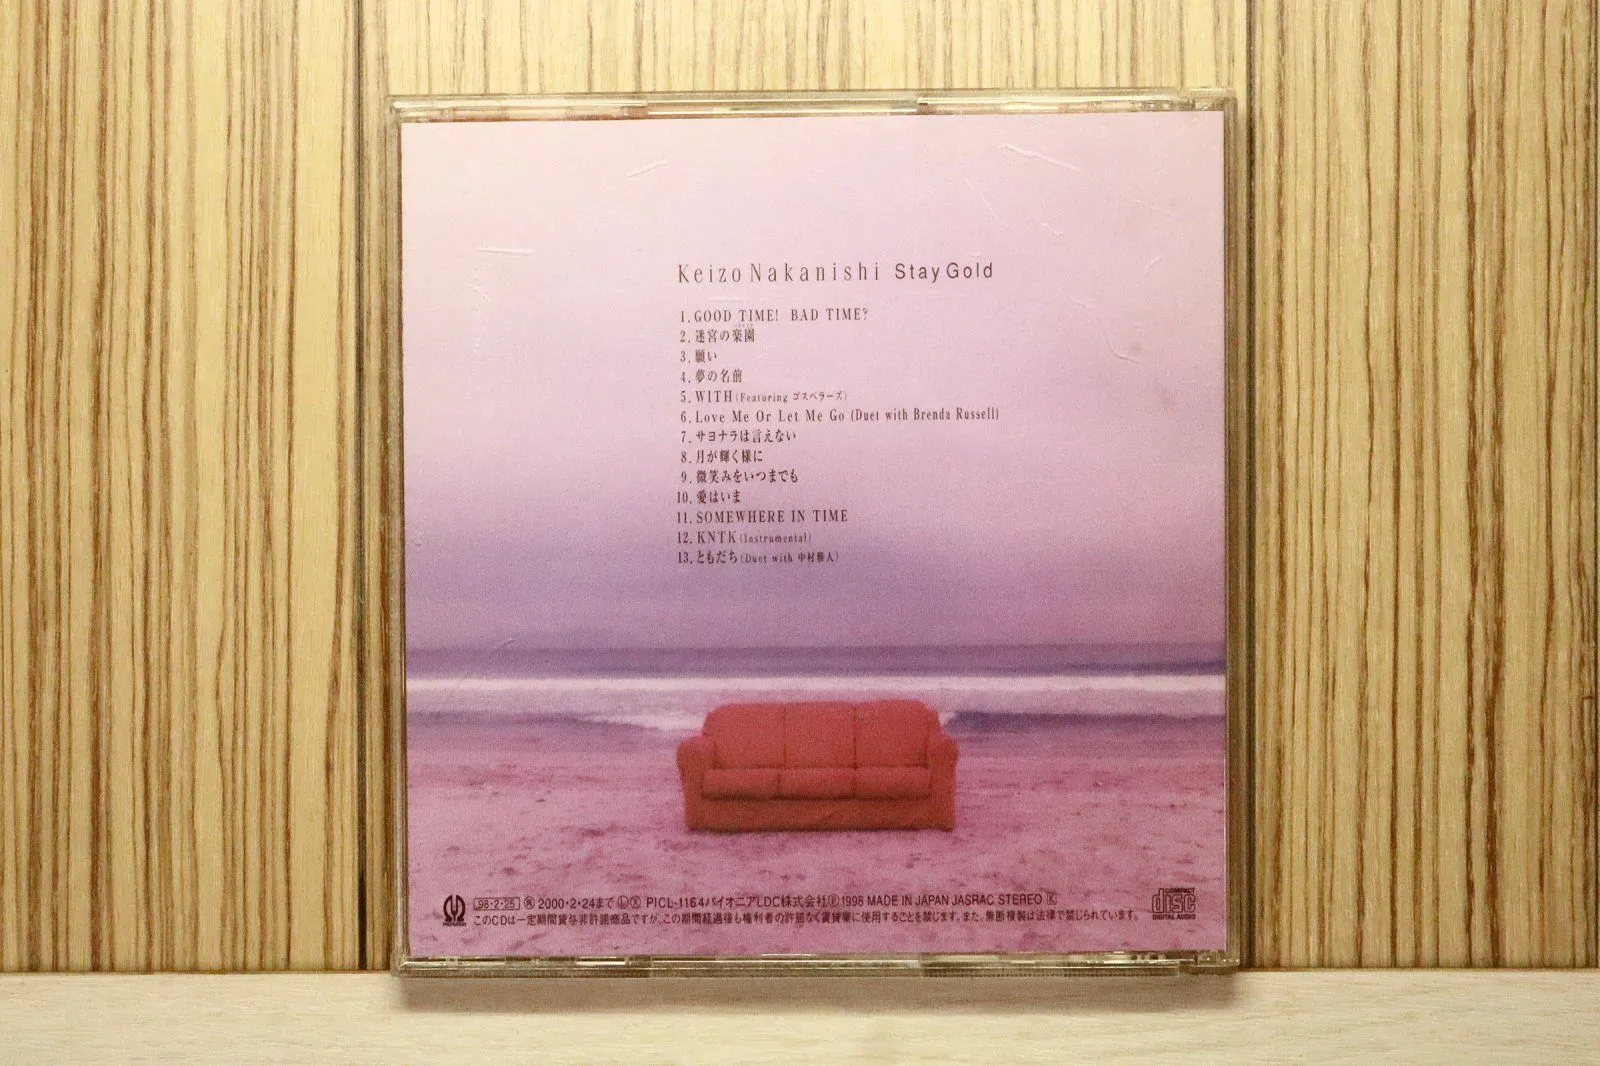 Keizo Nakanishi Stay Gold
1. GOOD TIME! BAD TIME?
2. 迷宮の楽園
3. 願い
4. 夢の名前
5. WITH (Featuring ゴスペラーズ)
6. Love Me Or Let Me Go (Duet with Brenda Russell)
7. サヨナラは言えない
8. 月が輝く様に
9. 微笑みをいつまでも
10. 愛はいま
11. SOMEWHERE IN TIME
12. KNTK (Instrumental)
13. ともだち (Duet with 中村雅人)
PIONEER 98・2・25 再 2000・2・24まで Ⓛ Ⓧ PICL-1164 パイオニアLDC株式会社 Ⓟ1998 MADE IN JAPAN JASRAC STEREO K
このCDは一定期間貸与非許諾商品ですが、この期間経過後も権利者の許諾なく賃貸業に使用することを禁じます。また、無断複製は法律で禁じられています。
COMPACT disc DIGITAL AUDIO